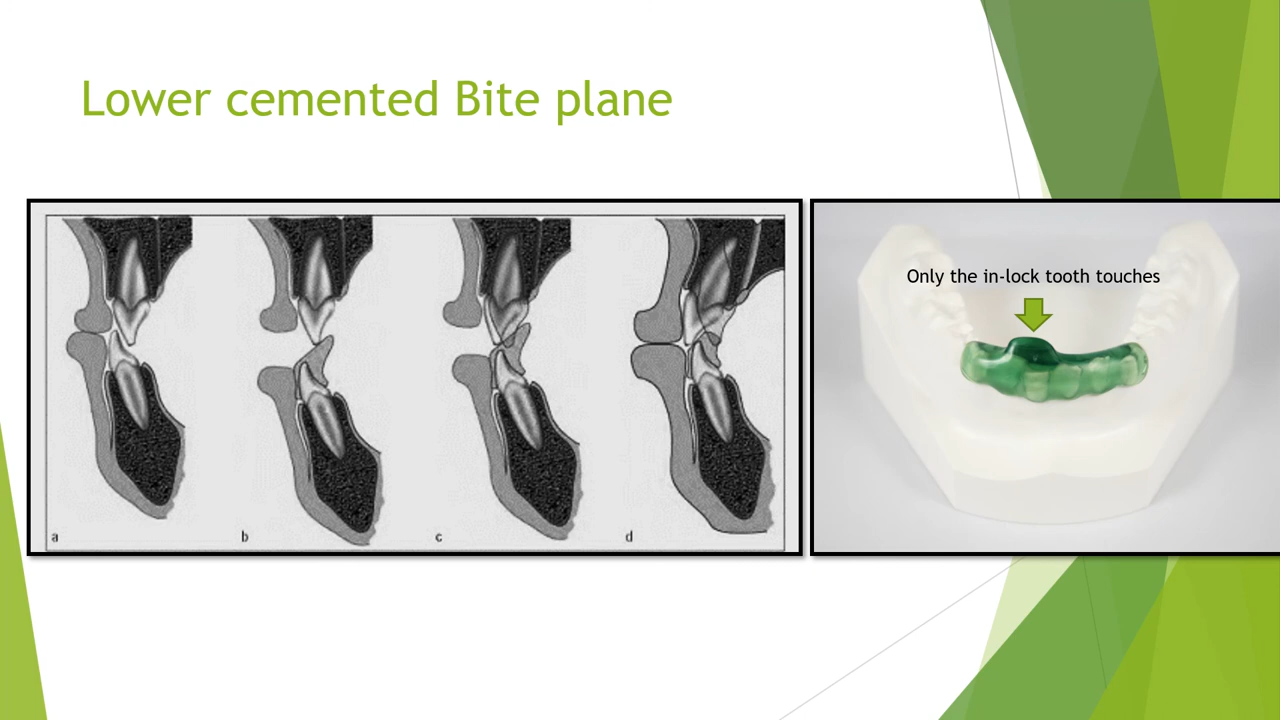 Lower cemented Bite plane
Only the in-lock tooth touches
a
b
c
d